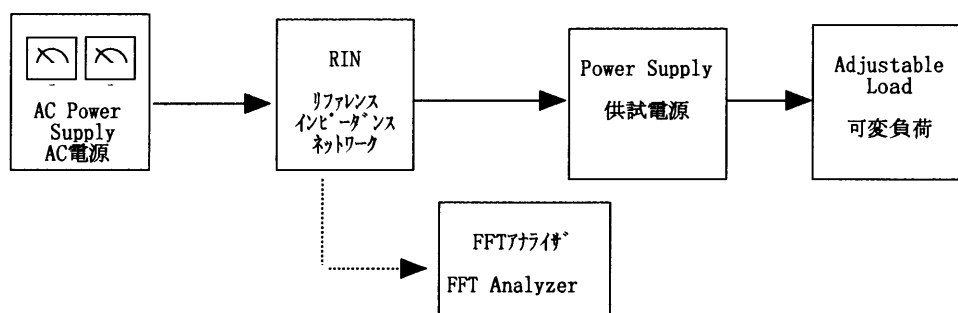 AC Power
Supply
AC電源
RIN
リファレンス
インピーダンス
ネットワーク
Power Supply
供試電源
Adjustable
Load
可変負荷
FFTアナライザ
FFT Analyzer